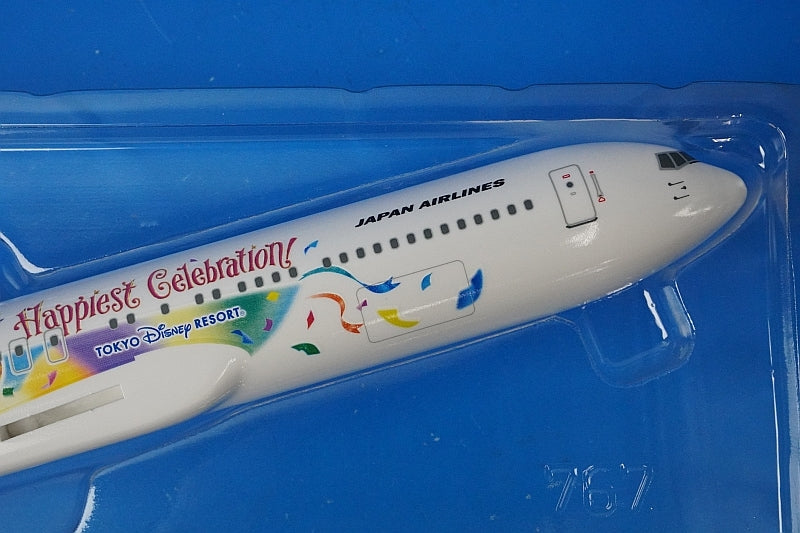 JAPAN AIRLINES
Happiest Celebration!
TOKYO Disney RESORT®
767